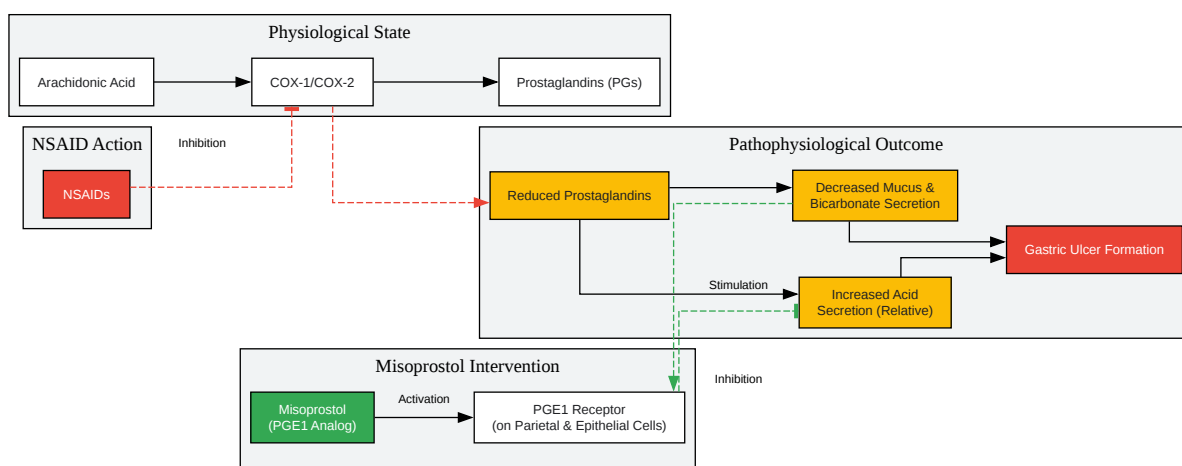 Physiological State
Arachidonic Acid
COX-1/COX-2
Prostaglandins (PGs)
NSAID Action
Inhibition
NSAIDs
Pathophysiological Outcome
Reduced Prostaglandins
Decreased Mucus &
Bicarbonate Secretion
Gastric Ulcer Formation
Stimulation
Increased Acid
Secretion (Relative)
Misoprostol Intervention
Inhibition
Misoprostol
(PGE1 Analog)
Activation
PGE1 Receptor
(on Parietal & Epithelial Cells)